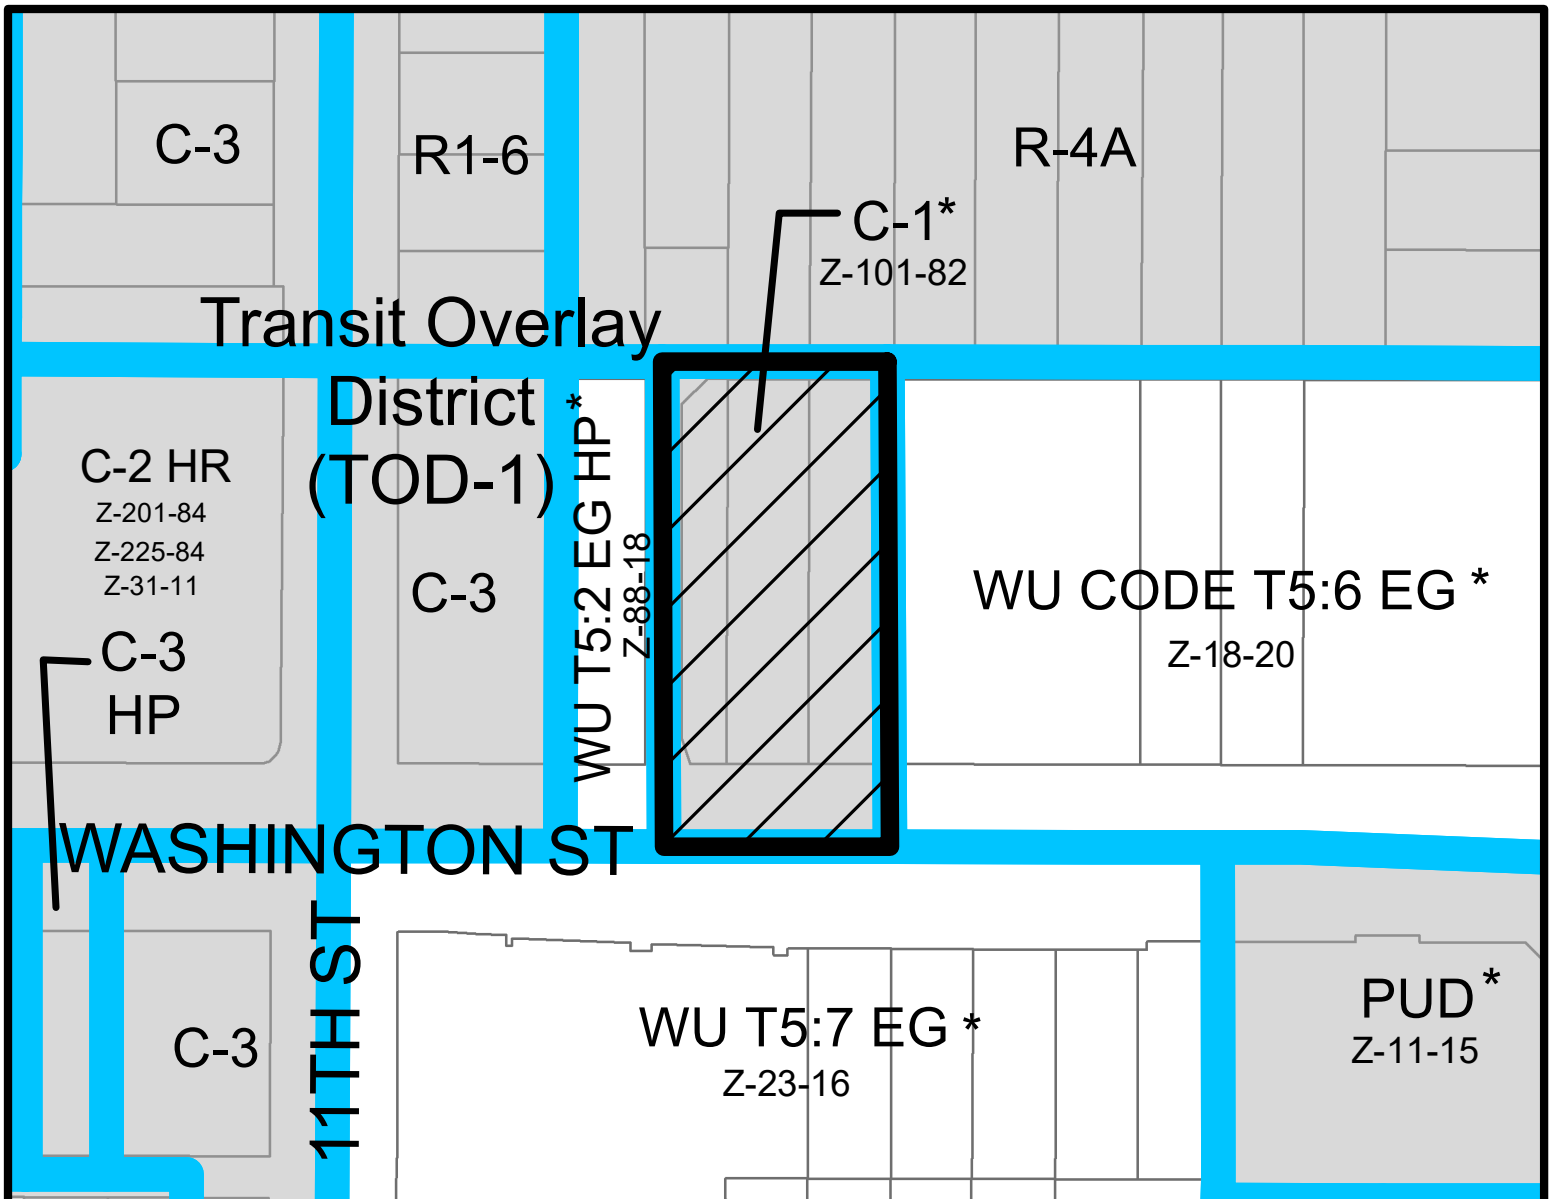 C-3
R1-6
R-4A
C-1*
Z-101-82
Transit Overlay
District
(TOD-1)
C-2 HR
Z-201-84
Z-225-84
Z-31-11
C-3
HP
C-3
WU T5:2 EG HP *
Z-88-18
WU CODE T5:6 EG *
Z-18-20
WASHINGTON ST
11TH ST
C-3
WU T5:7 EG *
Z-23-16
PUD *
Z-11-15